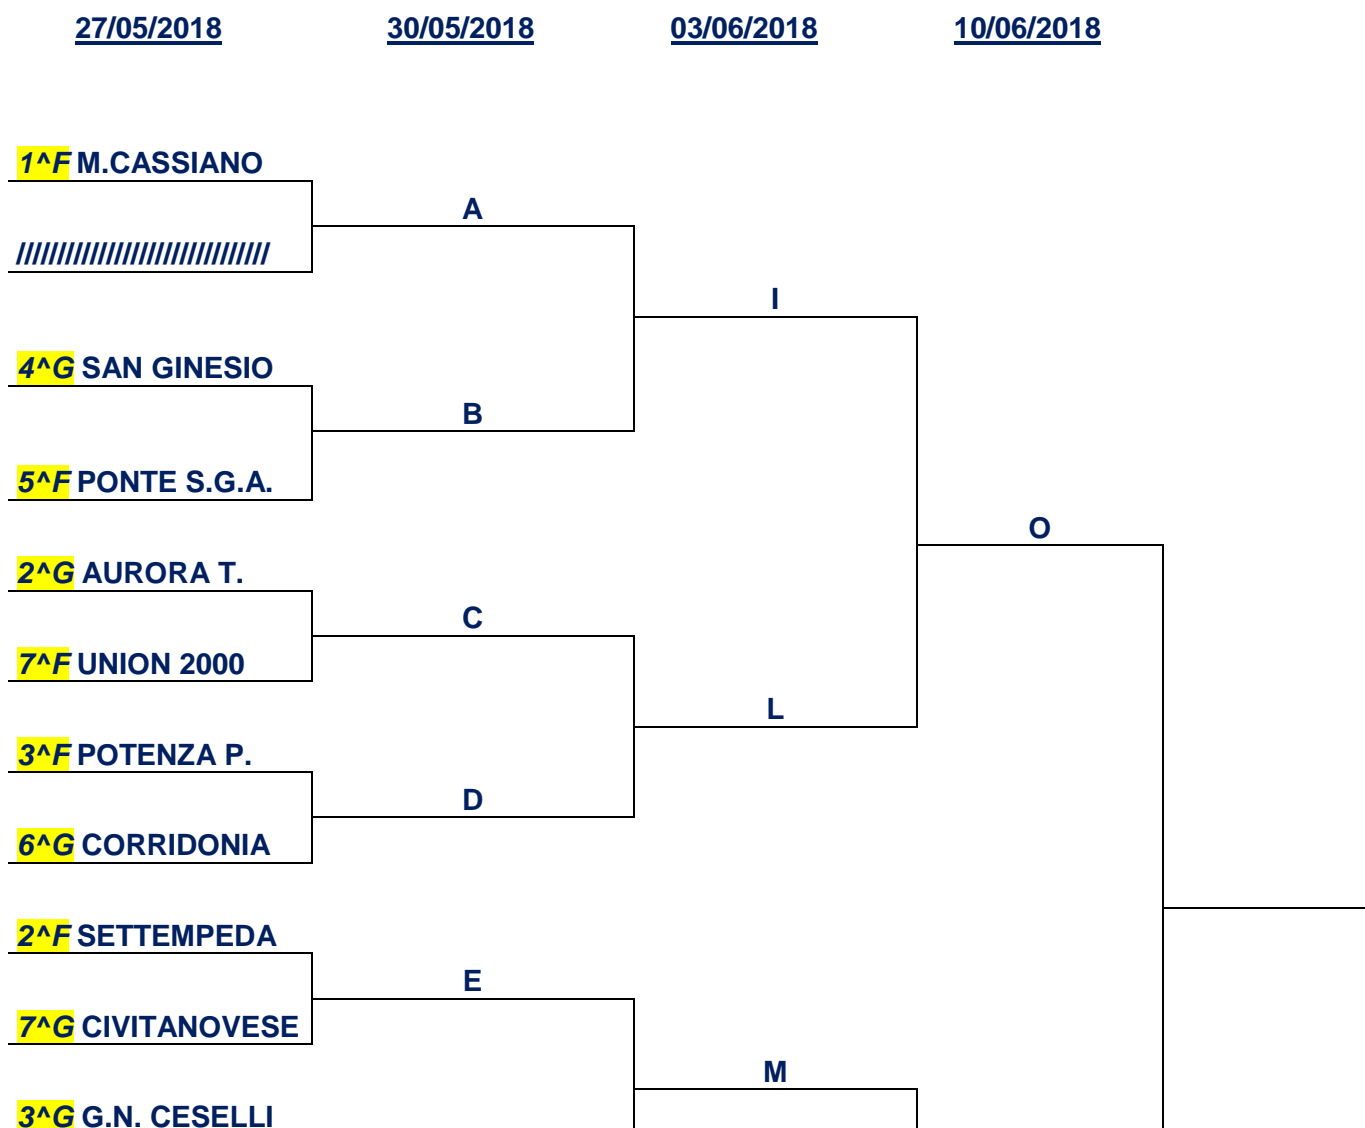 27/05/2018 30/05/2018 03/06/2018 10/06/2018
1^F M.CASSIANO
A
///////////////////////////////
I
4^G SAN GINESIO
B
5^F PONTE S.G.A.
O
2^G AURORA T.
C
7^F UNION 2000
L
3^F POTENZA P.
D
6^G CORRIDONIA
2^F SETTEMPEDA
E
7^G CIVITANOVESE
M
3^G G.N. CESELLI